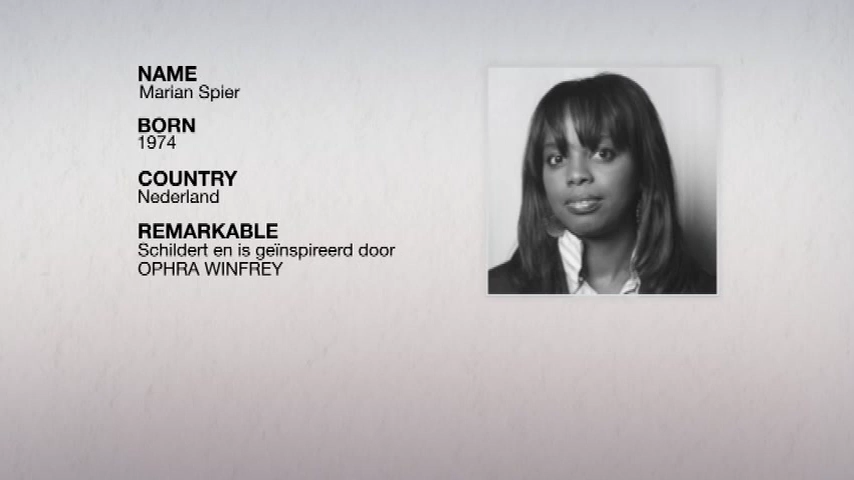 NAME
Marian Spier
BORN
1974
COUNTRY
Nederland
REMARKABLE
Schildert en is geïnspireerd door
OPHRA WINFREY